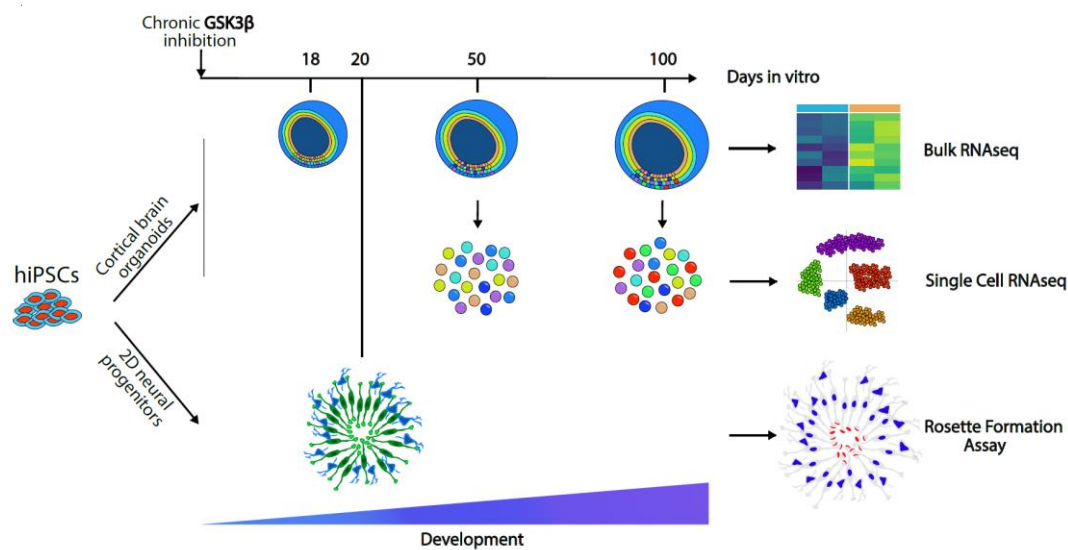 Chronic GSK3β
inhibition
18
20
50
100
Days in vitro
Bulk RNAseq
Cortical brain
organoids
hiPSCs
Single Cell RNAseq
2D neural
progenitors
Rosette Formation
Assay
Development